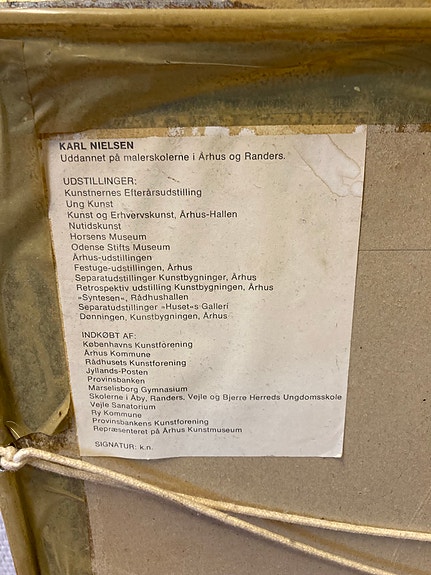 KARL NIELSEN
Uddannet på malerskolerne i Århus og Randers.
UDSTILLINGER:
Kunstnernes Efterårsudstilling
Ung Kunst
Kunst og Erhvervskunst, Århus-Hallen
Nutidskunst
Horsens Museum
Odense Stifts Museum
Århus-udstillingen
Festuge-udstillingen, Århus
Separatudstillinger Kunstbygninger, Århus
Retrospektiv udstilling Kunstbygningen, Århus
»Syntesen«, Rådhushallen
Separatudstillinger »Huset«s Galleri
Dønningen, Kunstbygningen, Århus
INDKØBT AF:
Københavns Kunstforening
Århus Kommune
Rådhusets Kunstforening
Jyllands-Posten
Provinsbanken
Marselisborg Gymnasium
Skolerne i Åby, Randers, Vejle og Bjerre Herreds Ungdomsskole
Vejle Sanatorium
Ry Kommune
Provinsbankens Kunstforening
Repræsenteret på Århus Kunstmuseum
SIGNATUR: k.n.